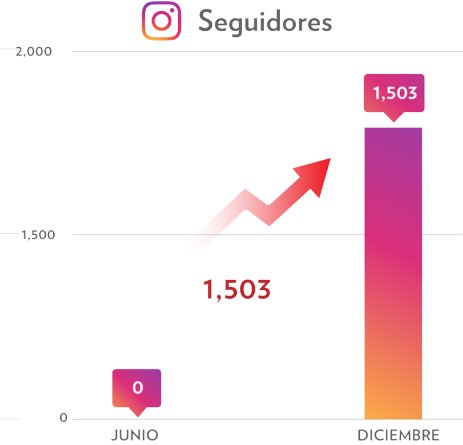 Seguidores
2,000
1,503
1,500
1,503
0
0
JUNIO
DICIEMBRE